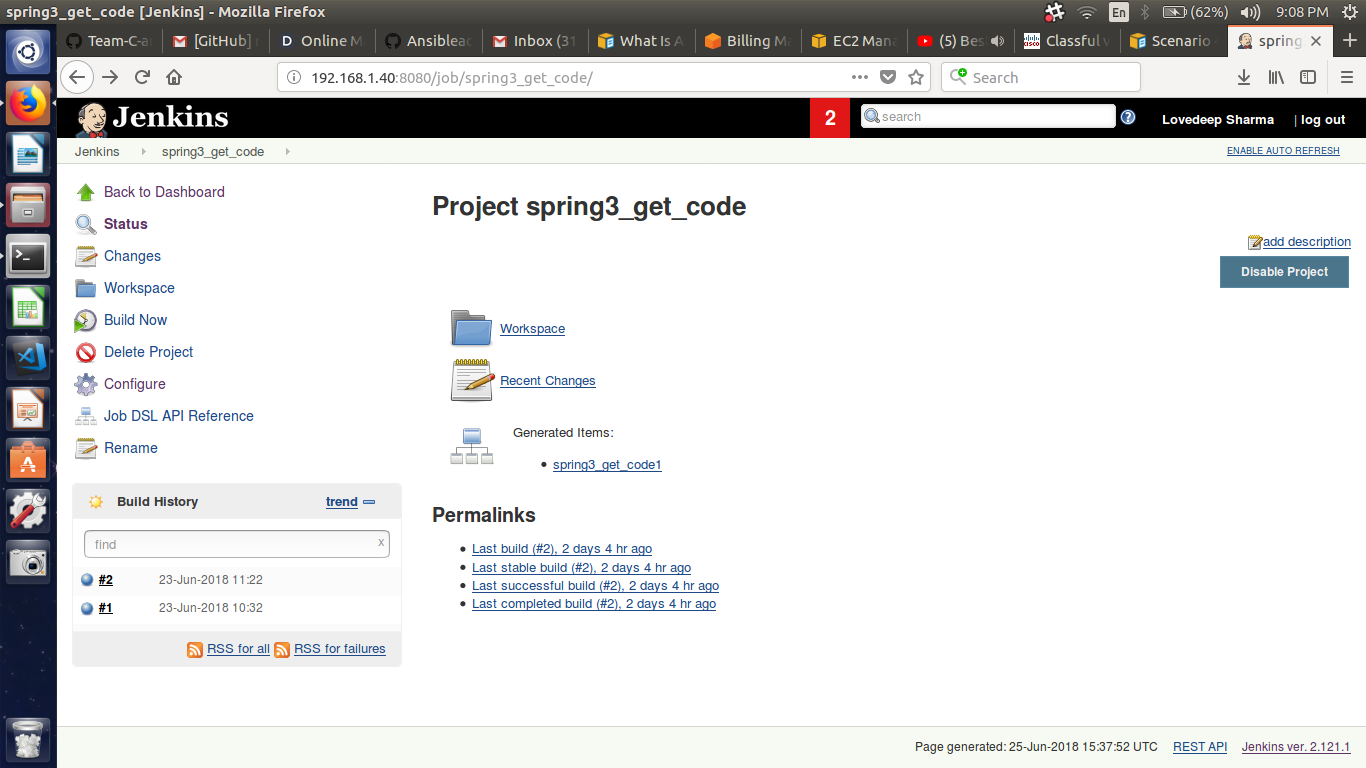 spring3_get_code [Jenkins] - Mozilla Firefox
En (62%) 9:08 PM
Team-C-a [GitHub] Online M Ansiblea Inbox (31 What Is A Billing Ma EC2 Mana (5) Bes Classful Scenario spring
192.168.1.40:8080/job/spring3_get_code/ Search
Jenkins 2 search Lovedeep Sharma | log out
Jenkins spring3_get_code ENABLE AUTO REFRESH
Back to Dashboard
Status
Changes
Workspace
Build Now
Delete Project
Configure
Job DSL API Reference
Rename
Build History trend
find x
#2 23-Jun-2018 11:22
#1 23-Jun-2018 10:32
RSS for all RSS for failures
Project spring3_get_code
add description
Disable Project
Workspace
Recent Changes
Generated Items:
spring3_get_code1
Permalinks
Last build (#2), 2 days 4 hr ago
Last stable build (#2), 2 days 4 hr ago
Last successful build (#2), 2 days 4 hr ago
Last completed build (#2), 2 days 4 hr ago
Page generated: 25-Jun-2018 15:37:52 UTC REST API Jenkins ver. 2.121.1